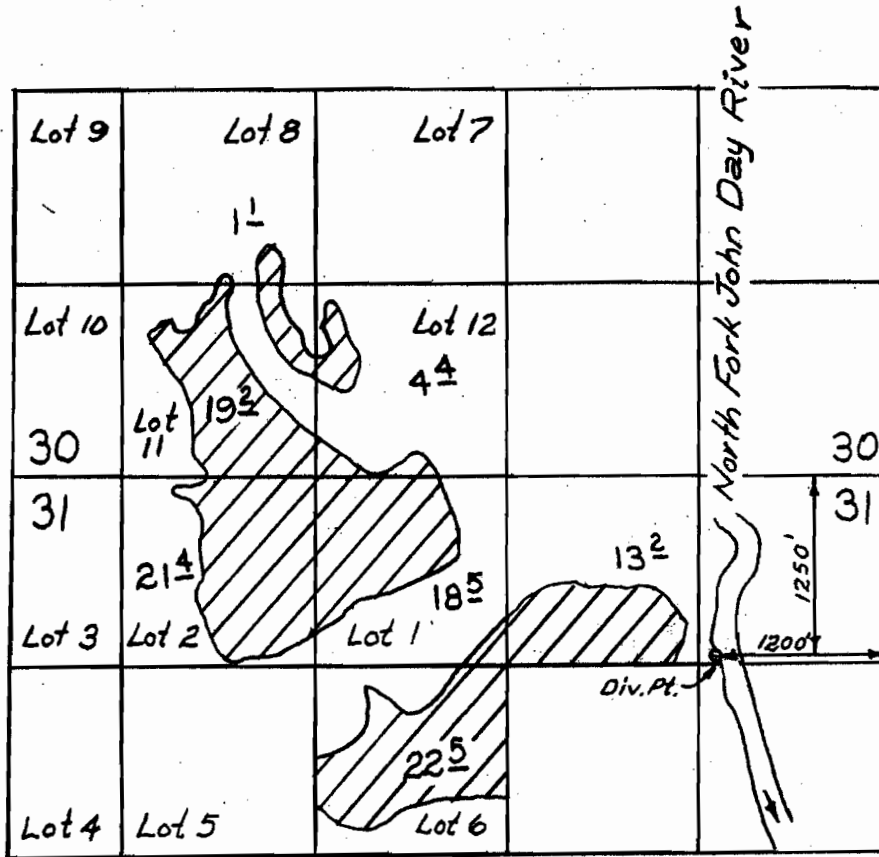 North Fork John Day River
Lot 9
Lot 8
Lot 7
1 1
Lot 10
Lot 12
4 4
19 2
Lot
11
30
30
31
31
1250'
13 2
21 4
18 5
Lot 3
Lot 2
Lot 1
1200'
Div. Pt.
22 5
Lot 4
Lot 5
Lot 6